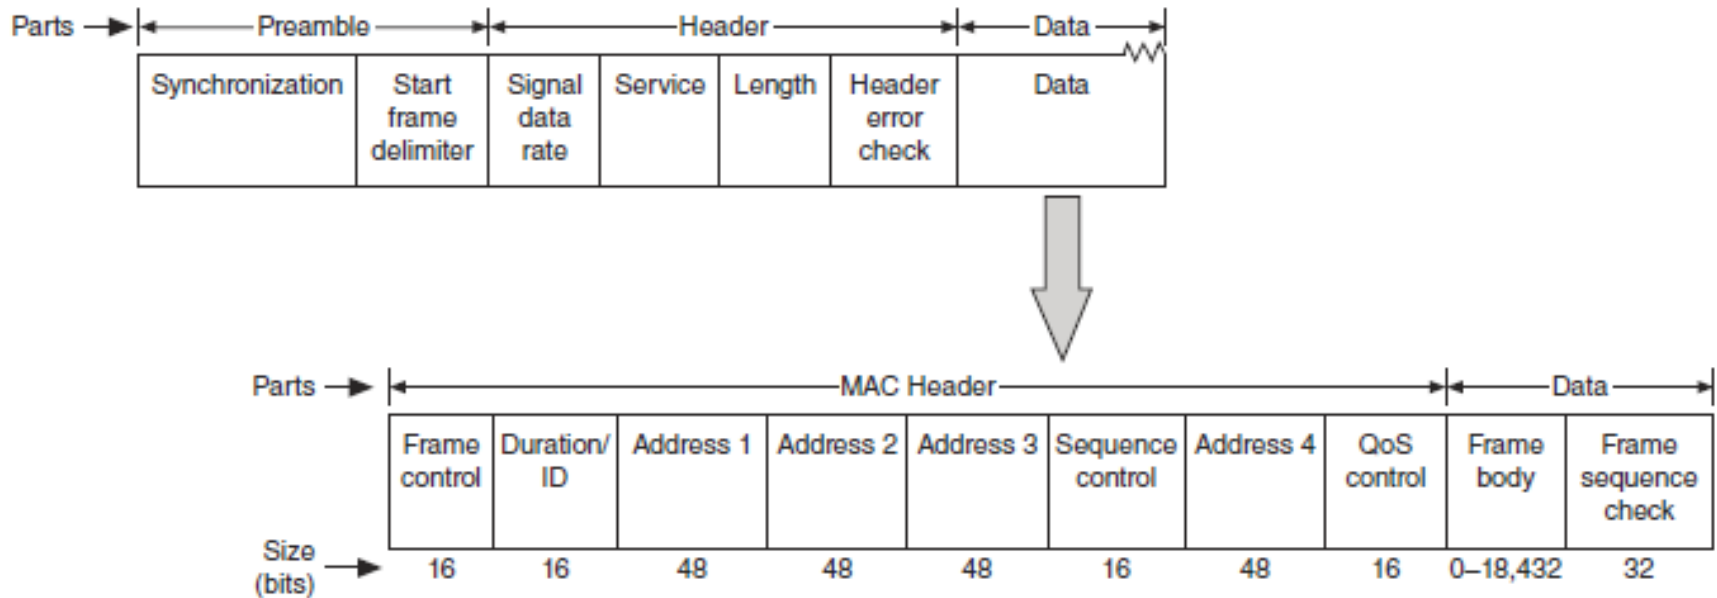 Parts Preamble Header Data
Synchronization Start frame delimiter Signal data rate Service Length Header error check Data
Parts MAC Header Data
Frame control Duration/ ID Address 1 Address 2 Address 3 Sequence control Address 4 QoS control Frame body Frame sequence check
Size (bits) 16 16 48 48 48 16 48 16 0–18,432 32